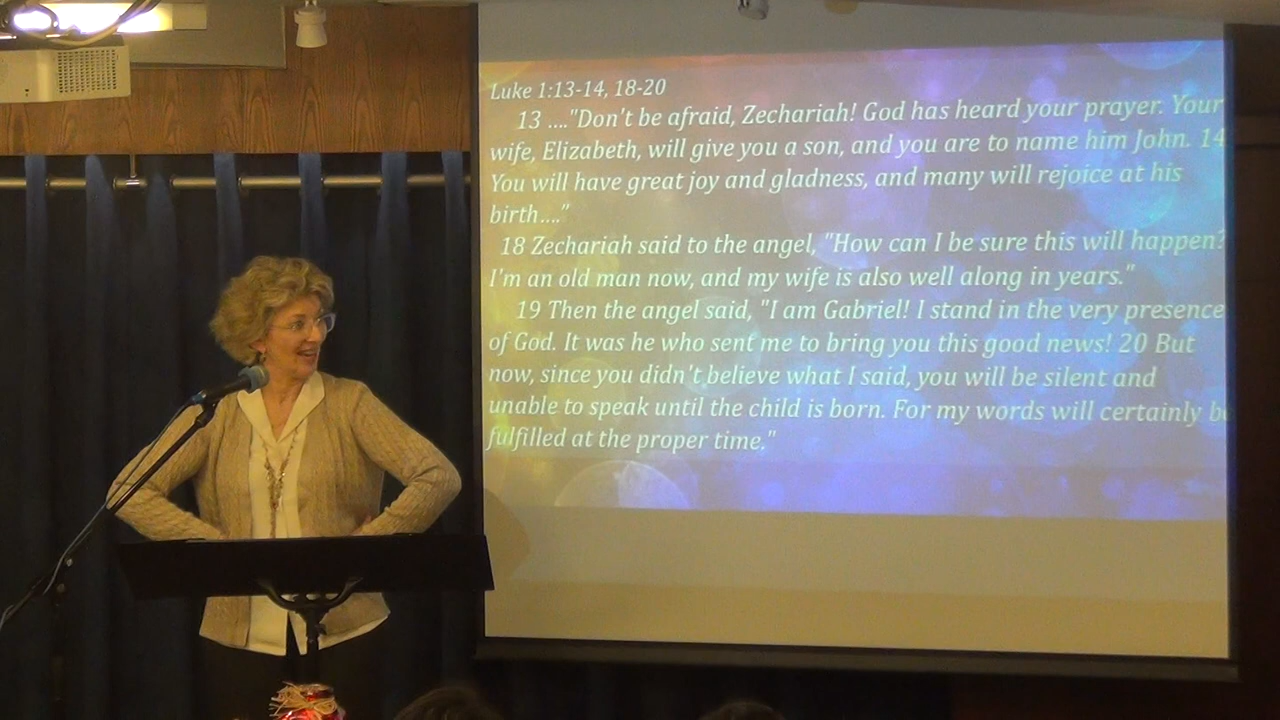 Luke 1:13-14, 18-20
13 ...."Don't be afraid, Zechariah! God has heard your prayer. Your
wife, Elizabeth, will give you a son, and you are to name him John. 14
You will have great joy and gladness, and many will rejoice at his
birth...."
18 Zechariah said to the angel, "How can I be sure this will happen?
I'm an old man now, and my wife is also well along in years."
19 Then the angel said, "I am Gabriel! I stand in the very presence
of God. It was he who sent me to bring you this good news! 20 But
now, since you didn't believe what I said, you will be silent and
unable to speak until the child is born. For my words will certainly be
fulfilled at the proper time."